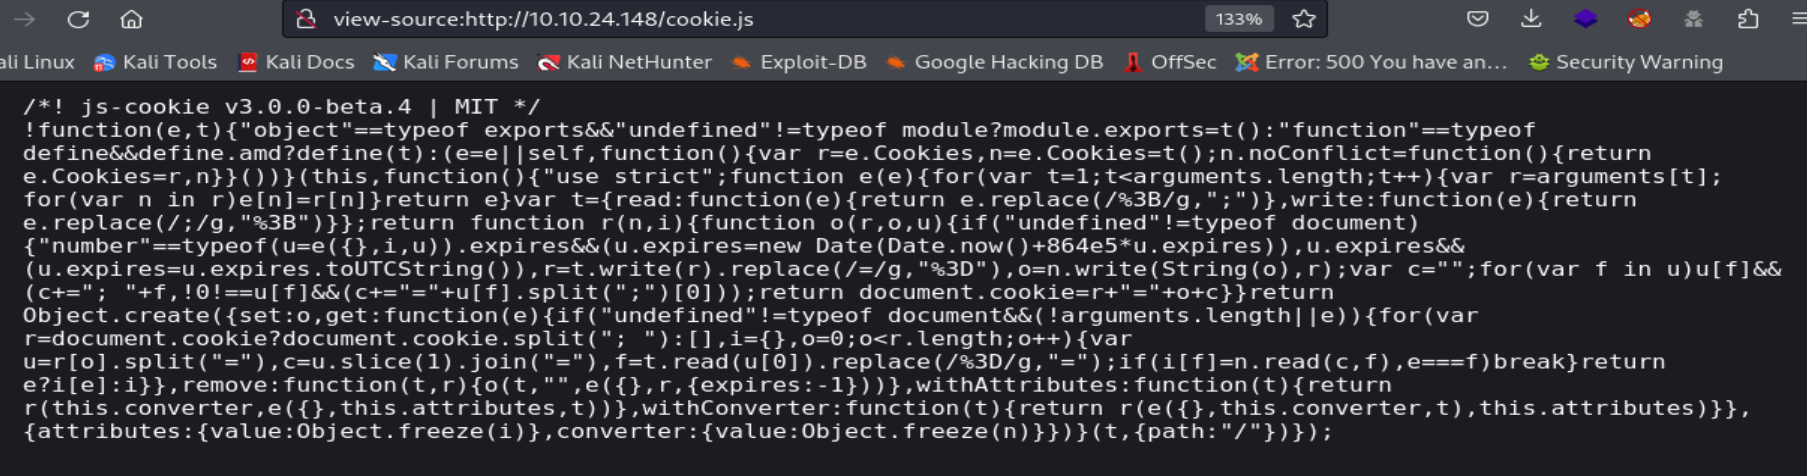 view-source:http://10.10.24.148/cookie.js 133%
ali Linux Kali Tools Kali Docs Kali Forums Kali NetHunter Exploit-DB Google Hacking DB OffSec Error: 500 You have an... Security Warning
/*! js-cookie v3.0.0-beta.4 | MIT */
!function(e,t){"object"==typeof exports&&"undefined"!=typeof module?module.exports=t():"function"==typeof
define&&define.amd?define(t):(e=e||self,function(){var r=e.Cookies,n=e.Cookies=t();n.noConflict=function(){return
e.Cookies=r,n}}())}(this,function(){"use strict";function e(e){for(var t=1;t<arguments.length;t++){var r=arguments[t];
for(var n in r)e[n]=r[n]}return e}var t={read:function(e){return e.replace(/%3B/g,";")},write:function(e){return
e.replace(/;/g,"%3B")}};return function r(n,i){function o(r,o,u){if("undefined"!=typeof document)
{"number"==typeof(u=e({},i,u)).expires&&(u.expires=new Date(Date.now()+864e5*u.expires)),u.expires&&
(u.expires=u.expires.toUTCString()),r=t.write(r).replace(/=/g,"%3D"),o=n.write(String(o),r);var c="";for(var f in u)u[f]&&
(c+="; "+f,!0!==u[f]&&(c+="="+u[f].split(";")[0]));return document.cookie=r+"="+o+c}}return
Object.create({set:o,get:function(e){if("undefined"!=typeof document&&(!arguments.length||e)){for(var
r=document.cookie?document.cookie.split("; "):[],i={},o=0;o<r.length;o++){var
u=r[o].split("="),c=u.slice(1).join("="),f=t.read(u[0]).replace(/%3D/g,"=");if(i[f]=n.read(c,f),e===f)break}return
e?i[e]:i}},remove:function(t,r){o(t,"",e({},r,{expires:-1}))},withAttributes:function(t){return
r(this.converter,e({},this.attributes,t))},withConverter:function(t){return r(e({},this.converter,t),this.attributes)}},
{attributes:{value:Object.freeze(i)},converter:{value:Object.freeze(n)}})}(t,{path:"/"})});